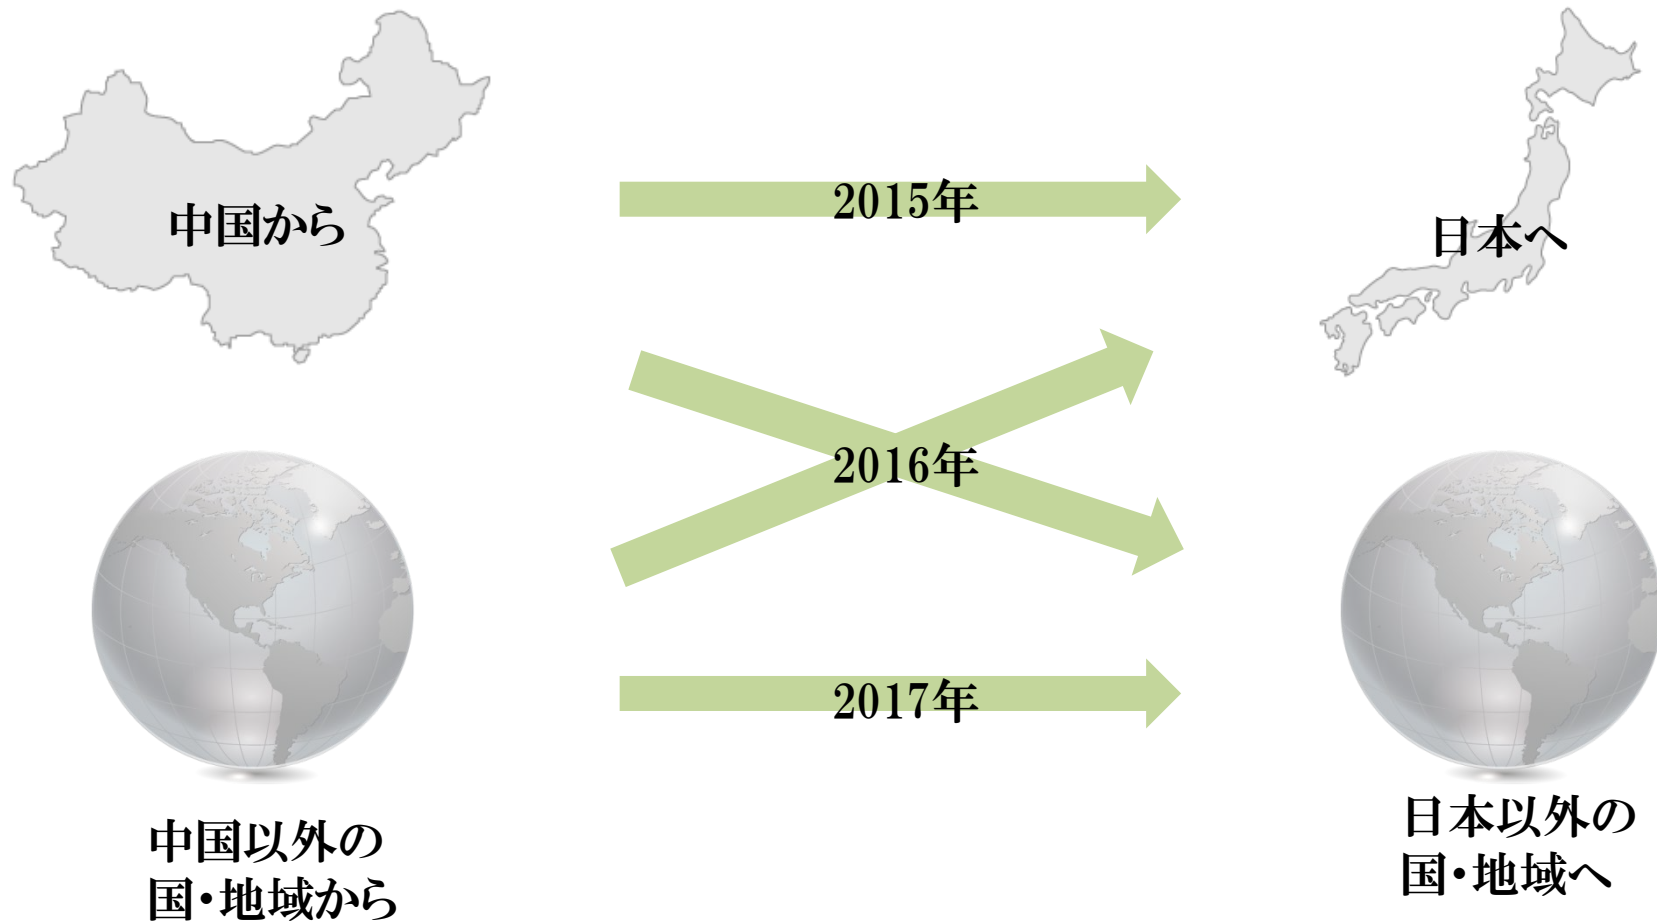 中国から
2015年
日本へ
2016年
2017年
中国以外の
国・地域から
日本以外の
国・地域へ